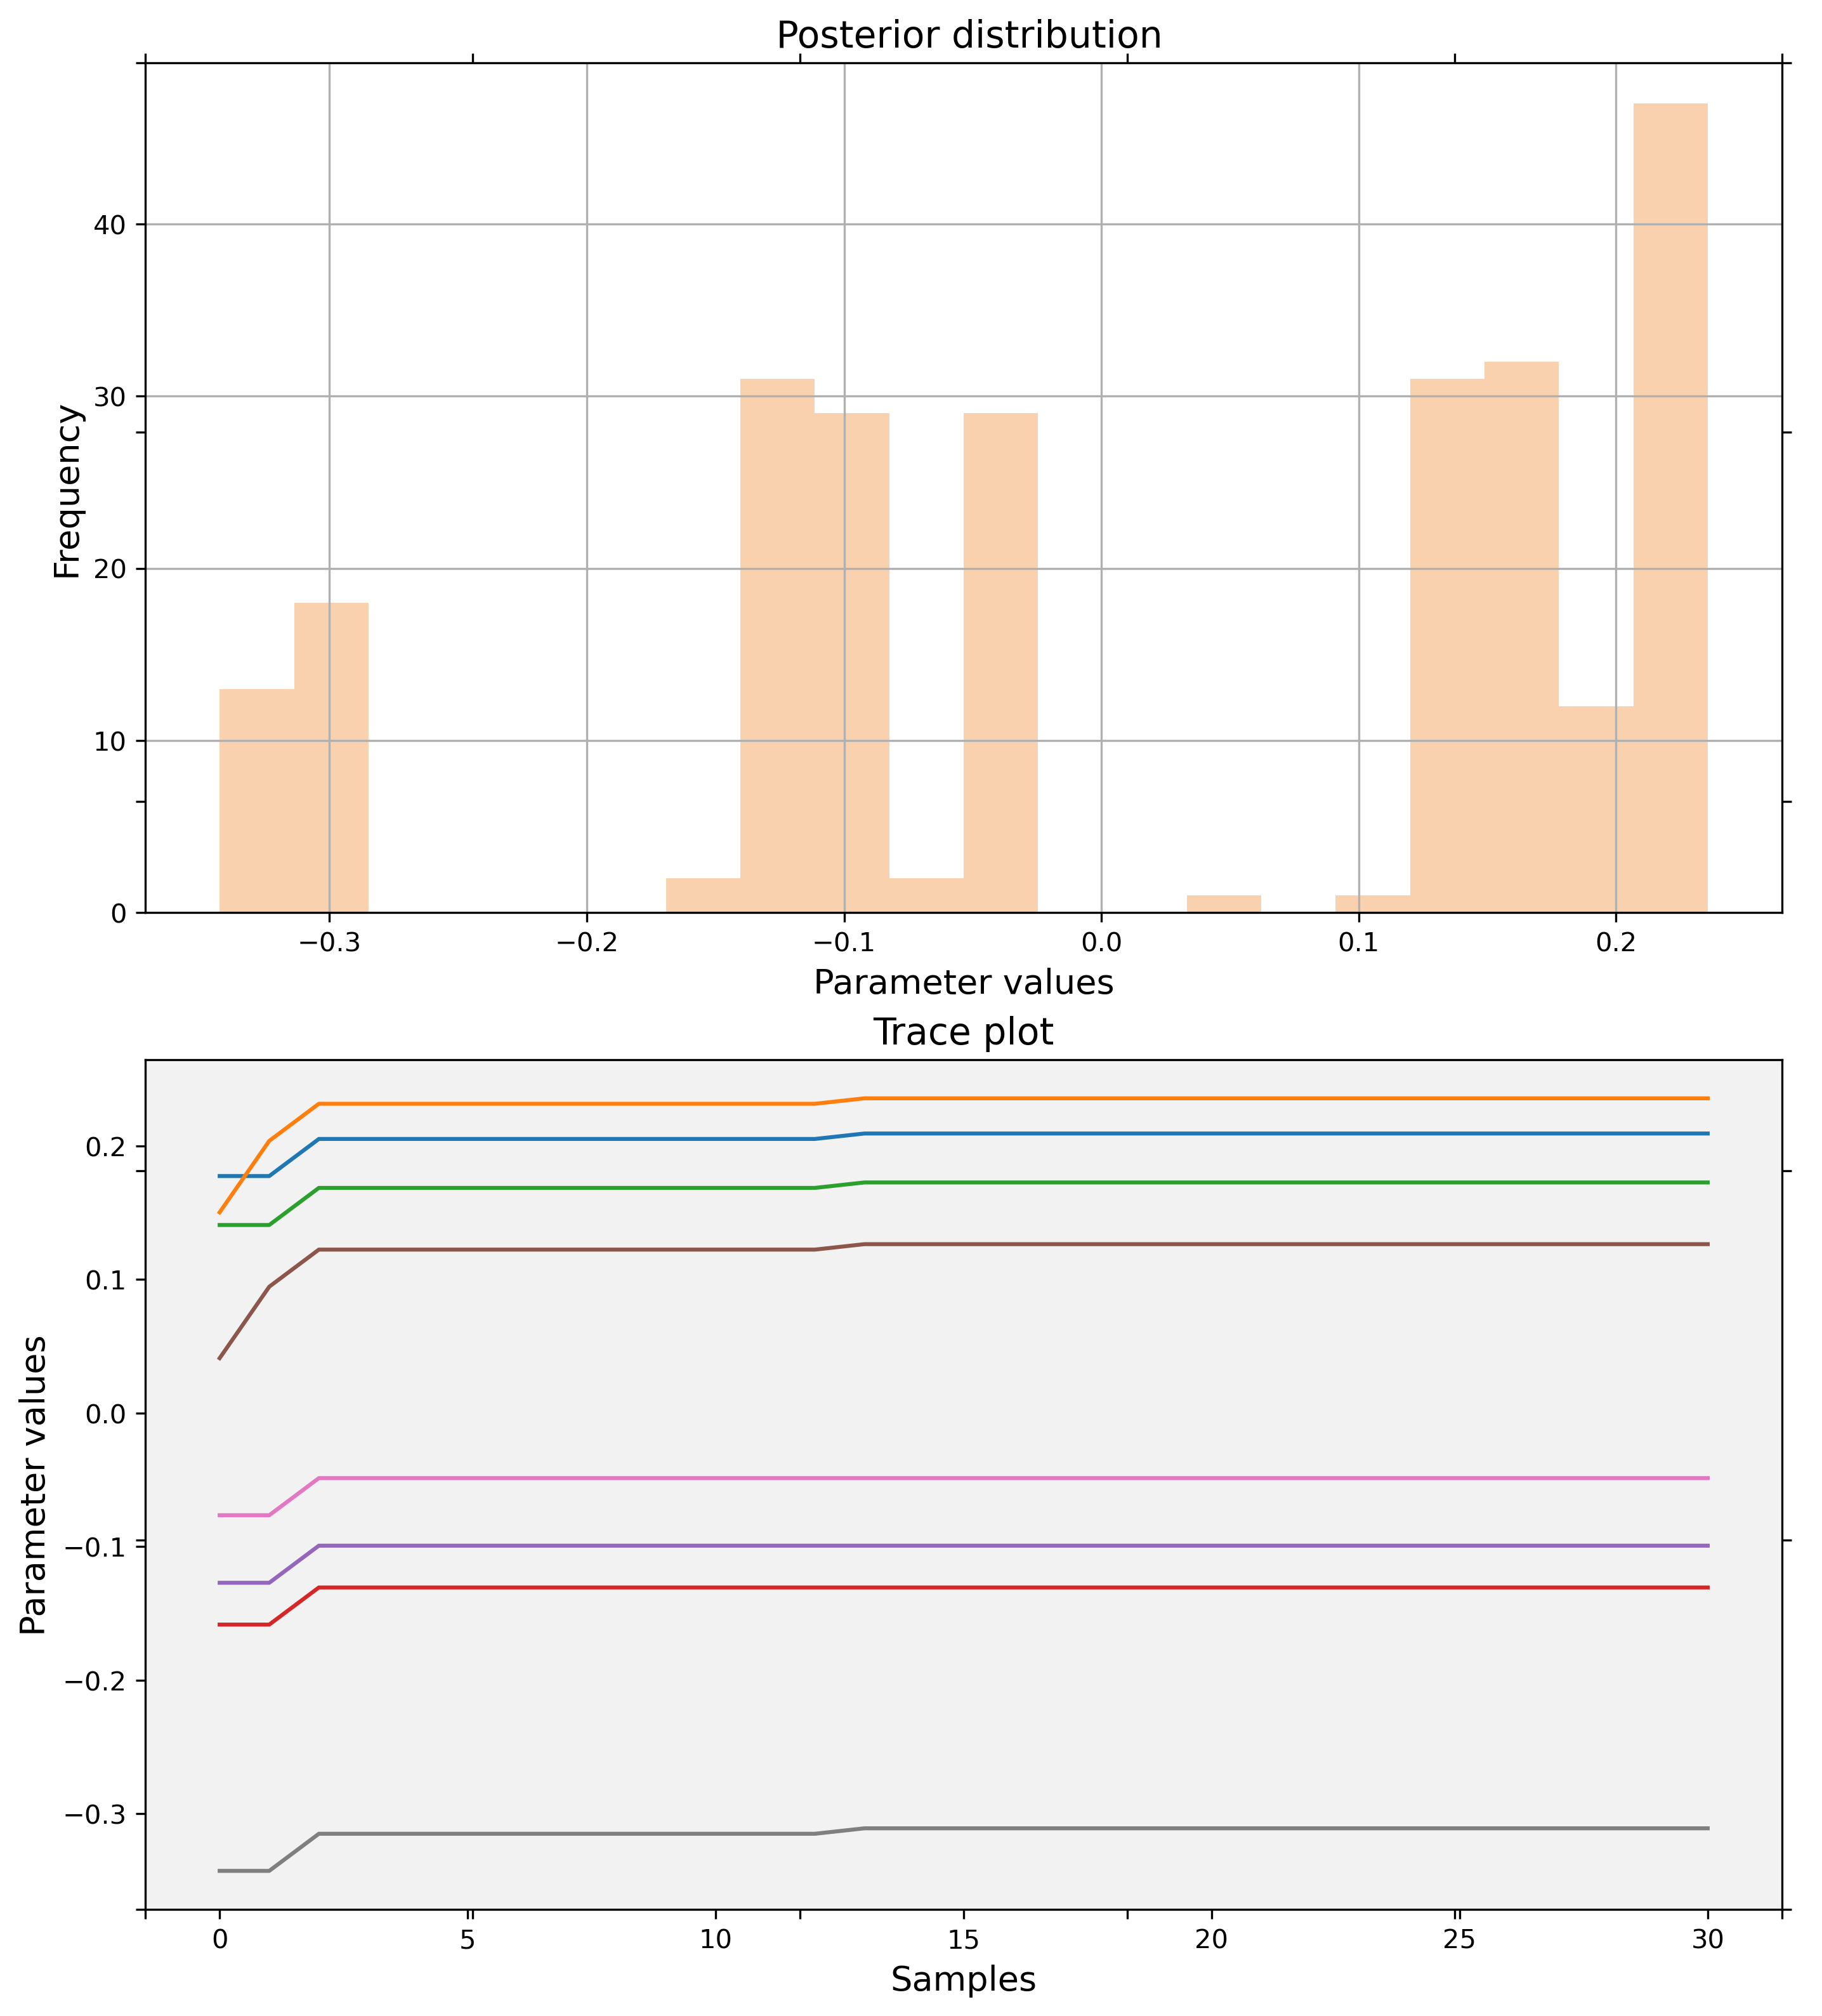 Posterior distribution
40
30
20
10
0
Frequency
−0.3 −0.2 −0.1 0.0 0.1 0.2
Parameter values
Trace plot
0.2
0.1
0.0
−0.1
−0.2
−0.3
Parameter values
0 5 10 15 20 25 30
Samples